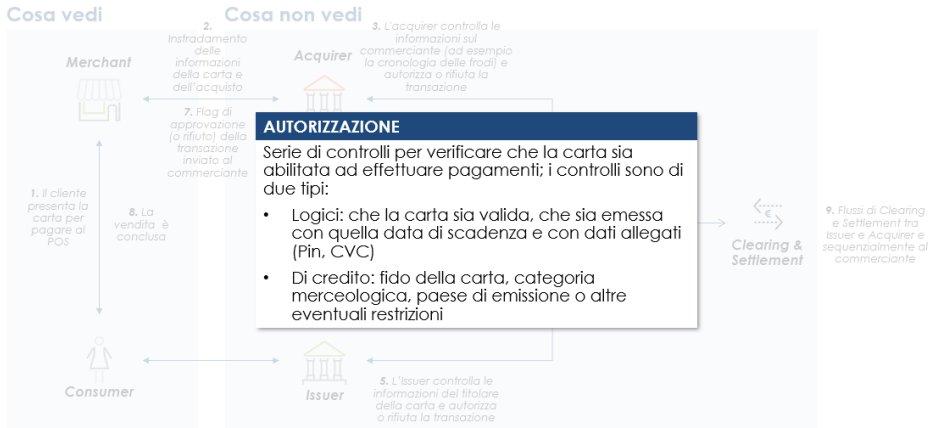 Cosa vedi
Cosa non vedi
2.
Instradamento
delle
informazioni
della carta e
dell'acquisto
Acquirer
3. L'acquirer controlla le
informazioni sul
commerciante (ad esempio
la cronologia delle frodi) e
autorizza o rifiuta la
transazione
Merchant
7. Flag di
approvazione
(o rifiuto) della
transazione
inviato al
commerciante
AUTORIZZAZIONE
Serie di controlli per verificare che la carta sia
abilitata ad effettuare pagamenti; i controlli sono di
due tipi:
• Logici: che la carta sia valida, che sia emessa
con quella data di scadenza e con dati allegati
(Pin, CVC)
• Di credito: fido della carta, categoria
merceologica, paese di emissione o altre
eventuali restrizioni
1. Il cliente
presenta la
carta per
pagare al
POS
8. La
vendita è
conclusa
€
Clearing &
Settlement
9. Flussi di Clearing
e Settlement tra
Issuer e Acquirer e
sequenzialmente al
commerciante
Consumer
Issuer
5. L'Issuer controlla le
informazioni del titolare
della carta e autorizza
o rifiuta la transazione